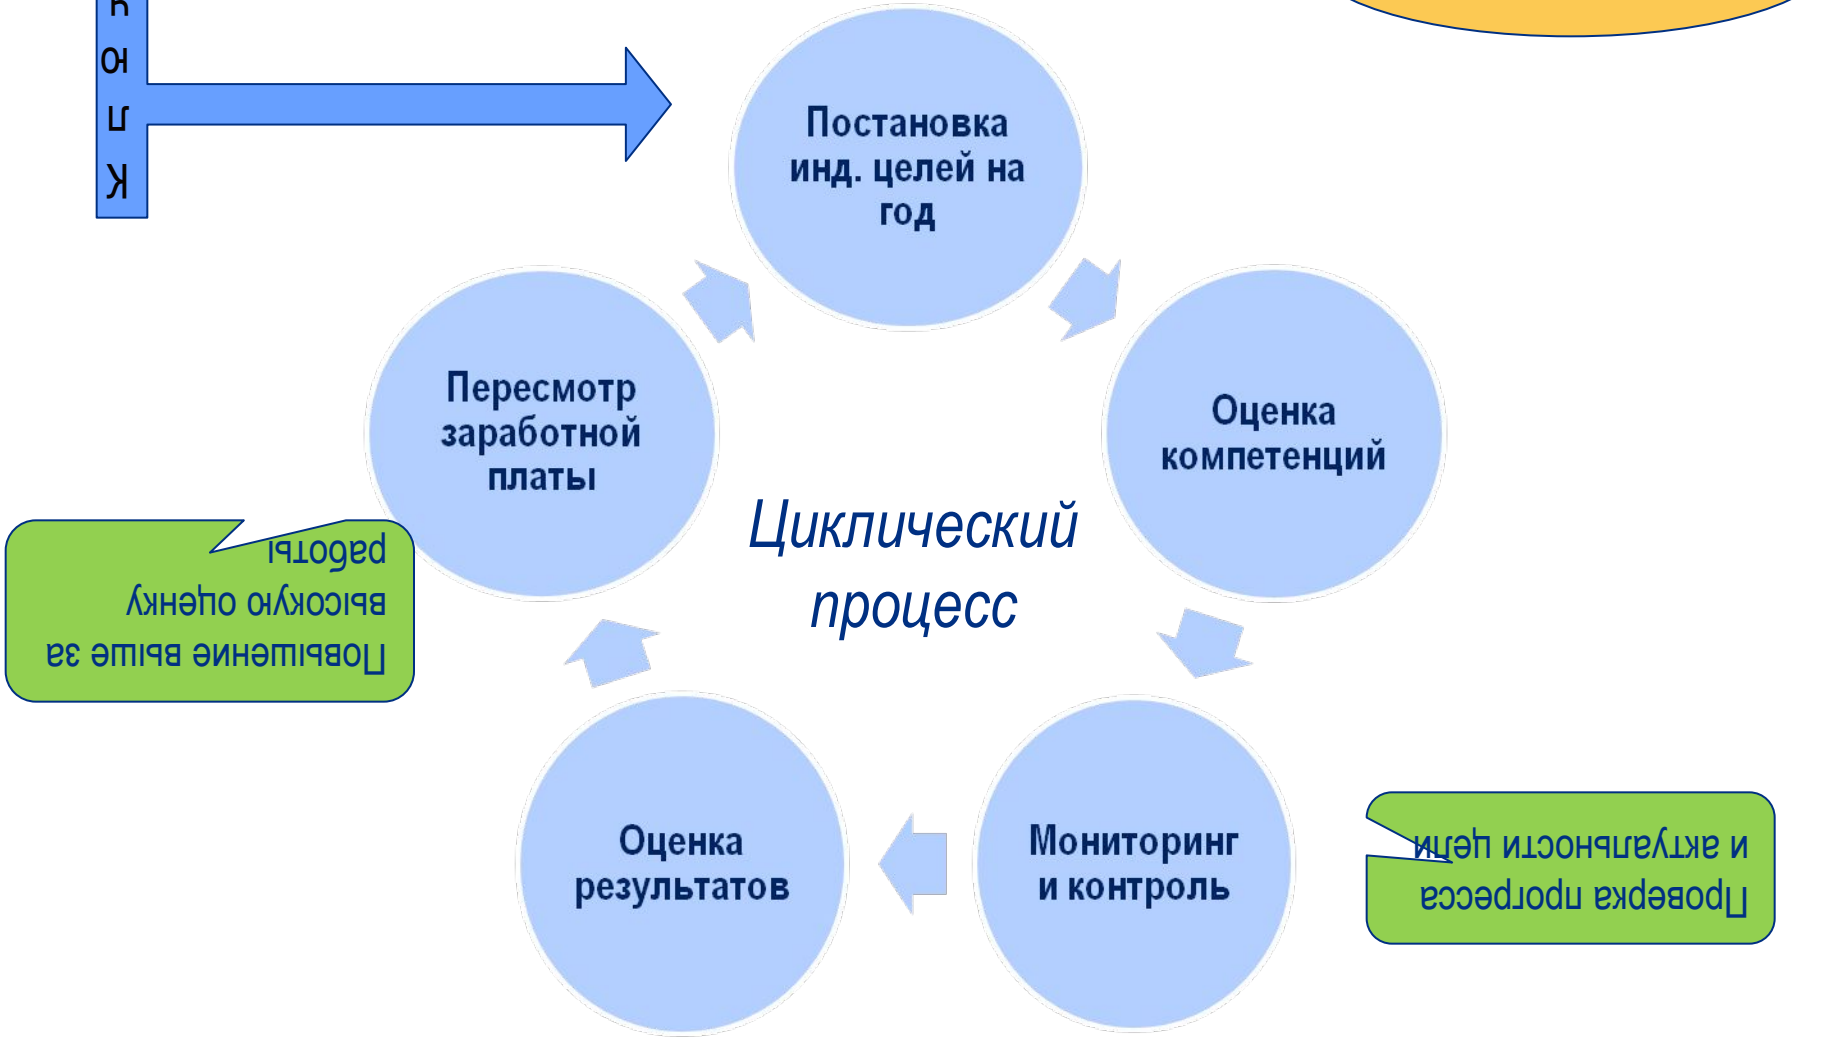 К
л
ю
ч
Постановка
инд. целей на
год
Оценка
компетенций
Мониторинг
и контроль
Оценка
результатов
Пересмотр
заработной
платы
Циклический
процесс
Повышение выше за
высокую оценку
работы
Проверка прогресса
и актуальности цели